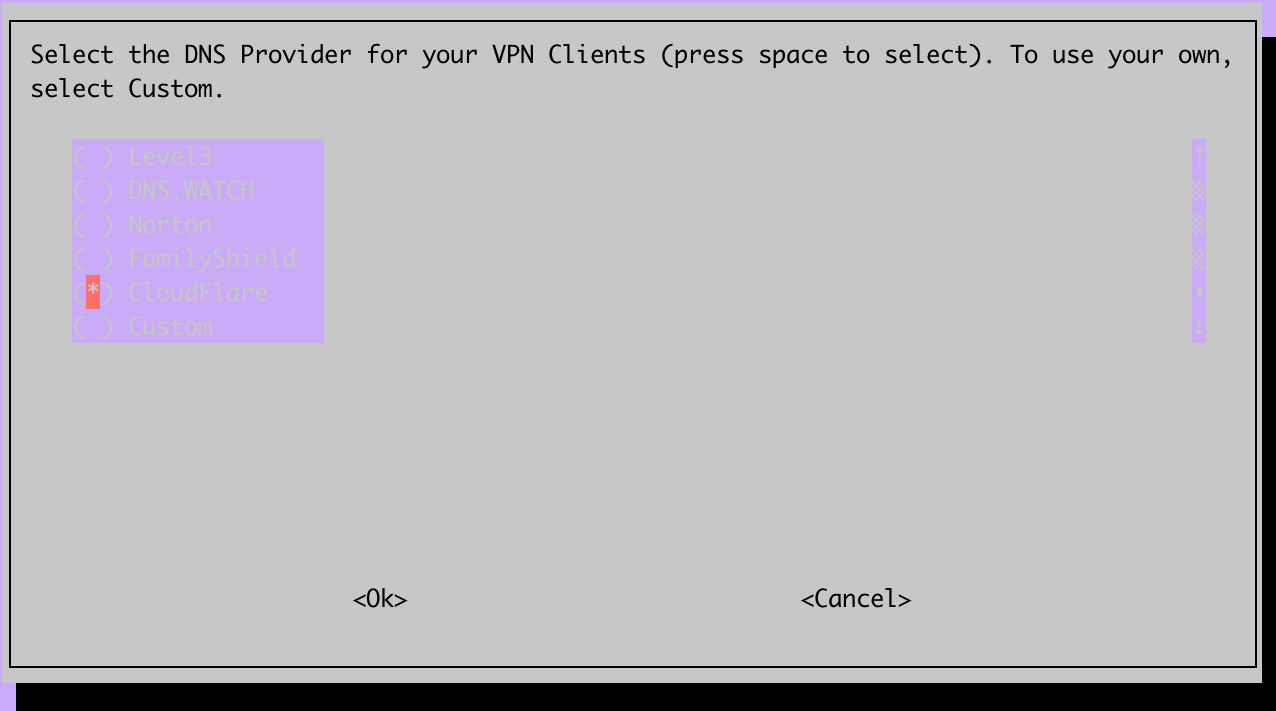 Select the DNS Provider for your VPN Clients (press space to select). To use your own,
select Custom.
( ) Level3
( ) DNS.WATCH
( ) Norton
( ) FamilyShield
(*) CloudFlare
( ) Custom
<Ok> <Cancel>